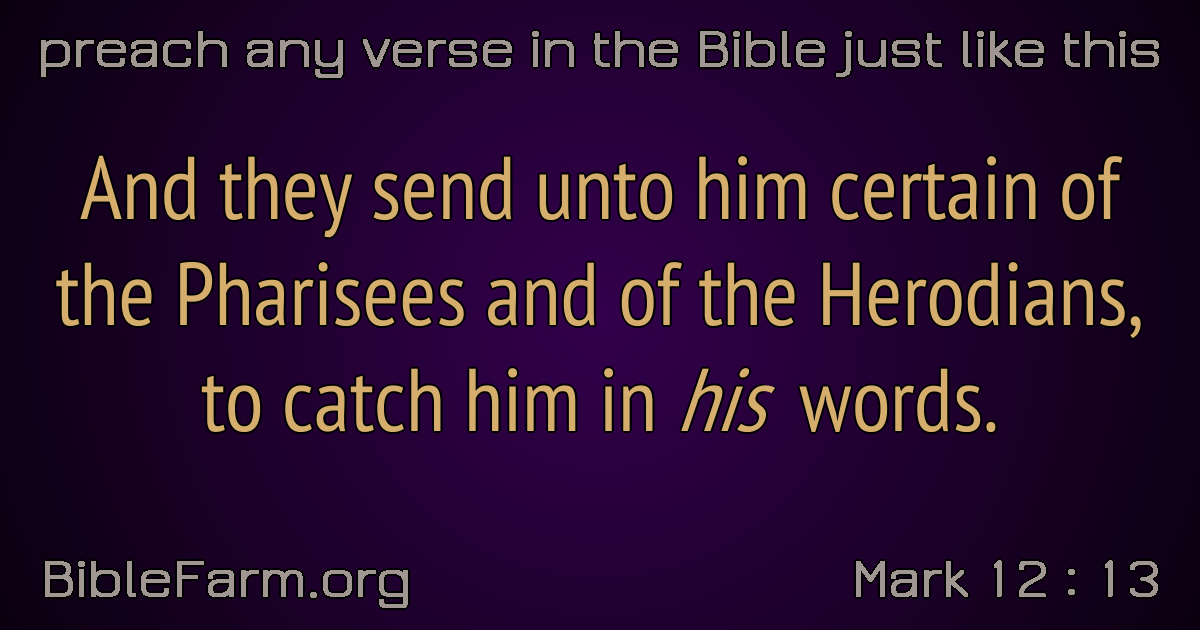 preach any verse in the Bible just like this
And they send unto him certain of
the Pharisees and of the Herodians,
to catch him in his words.
BibleFarm.org
Mark 12 : 13